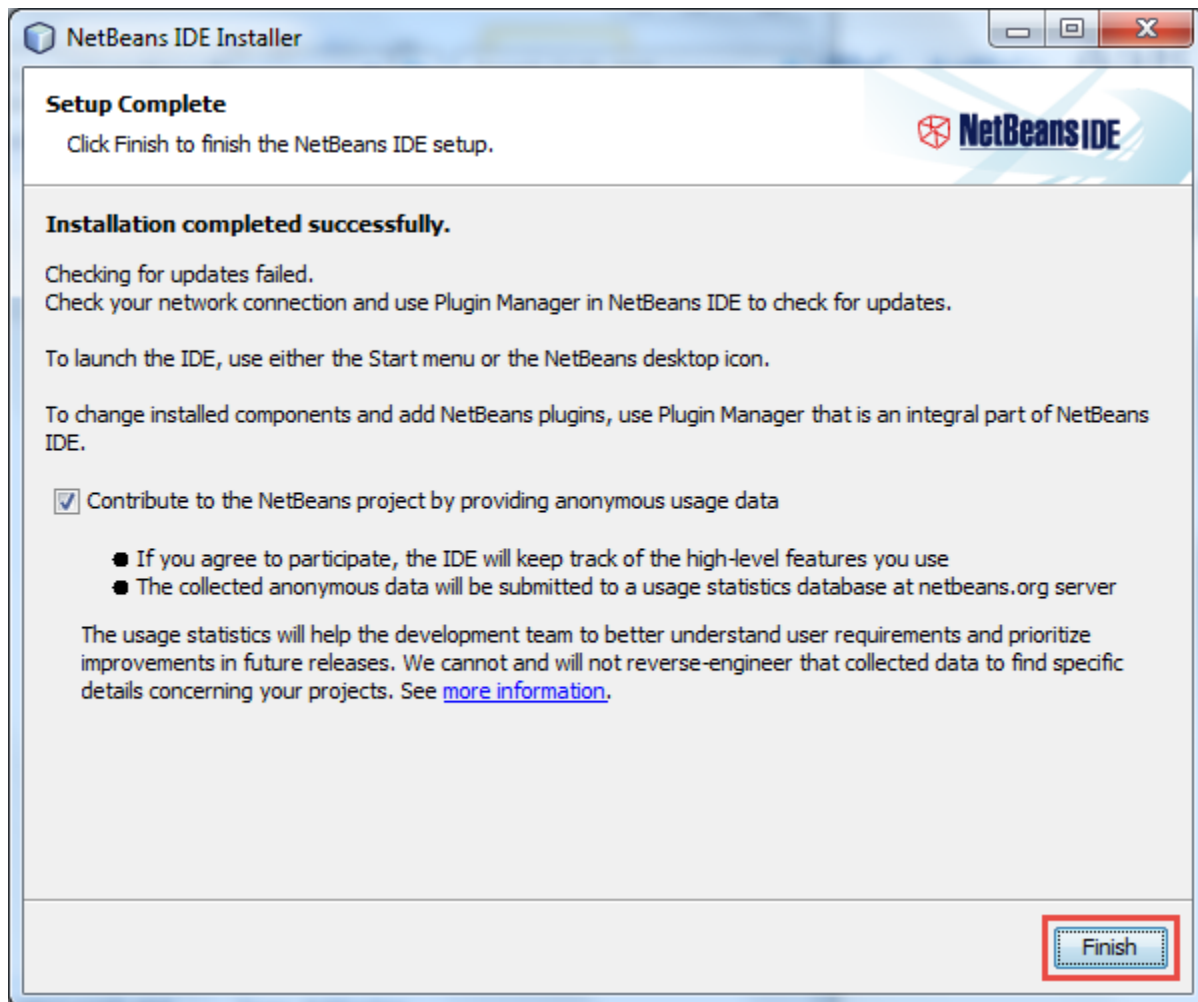 NetBeans IDE Installer
Setup Complete
Click Finish to finish the NetBeans IDE setup.
NetBeans IDE
Installation completed successfully.
Checking for updates failed.
Check your network connection and use Plugin Manager in NetBeans IDE to check for updates.
To launch the IDE, use either the Start menu or the NetBeans desktop icon.
To change installed components and add NetBeans plugins, use Plugin Manager that is an integral part of NetBeans
IDE.
Contribute to the NetBeans project by providing anonymous usage data
● If you agree to participate, the IDE will keep track of the high-level features you use
● The collected anonymous data will be submitted to a usage statistics database at netbeans.org server
The usage statistics will help the development team to better understand user requirements and prioritize
improvements in future releases. We cannot and will not reverse-engineer that collected data to find specific
details concerning your projects. See more information.
Finish